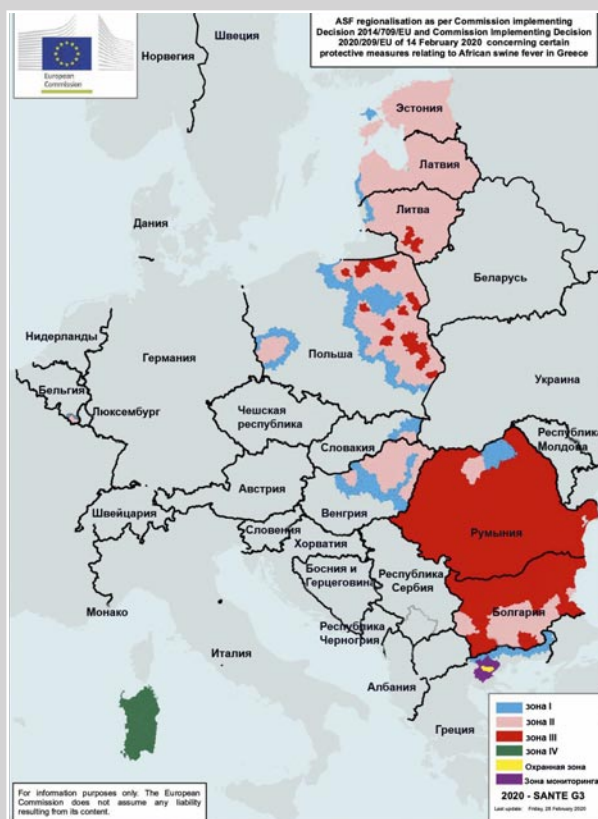 ASF regionalisation as per Commission implementing
Decision 2014/709/EU and Commission Implementing Decision
2020/209/EU of 14 February 2020 concerning certain
protective measures relating to African swine fever in Greece
European
Commission
Швеция
Норвегия
Эстония
Латвия
Литва
Дания
Беларусь
Нидерланды
Германия
Польша
Бельгия
Люксембург
Украина
Чешская
республика
Словакия
Республика
Молдова
Австрия
Швейцария
Венгрия
Румыния
Словения
Хорватия
Босния и
Герцеговина
Республика
Сербия
Монако
Болгария
Республика
Черногрия
Италия
Албания
Греция
зона I
зона II
зона III
зона IV
Охранная зона
Зона мониторинга
2020 - SANTE G3
Last update: Friday, 28 February 2020
For information purposes only. The European
Commission does not assume any liability
resulting from its content.